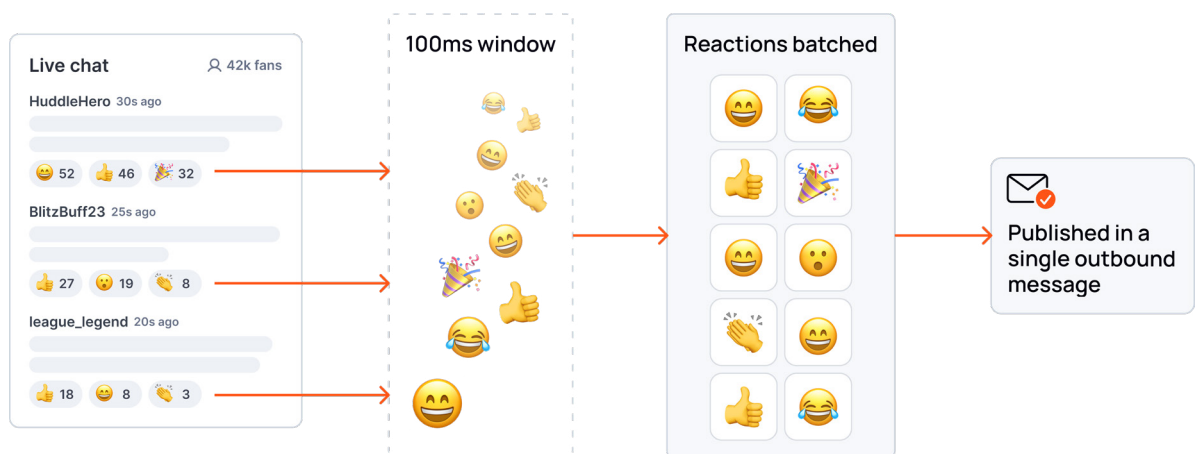 Live chat
42k fans
HuddleHero 30s ago
52 46 32
BlitzBuff23 25s ago
27 19 8
league_legend 20s ago
18 8 3
100ms window
Reactions batched
Published in a
single outbound
message